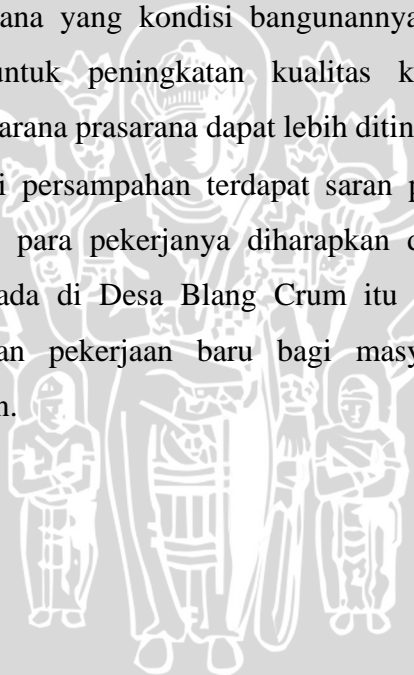 ana yang kondisi bangunannya
untuk peningkatan kualitas k
arana prasarana dapat lebih ditin
i persampahan terdapat saran p
para pekerjanya diharapkan d
ada di Desa Blang Crum itu
an pekerjaan baru bagi masy
n.